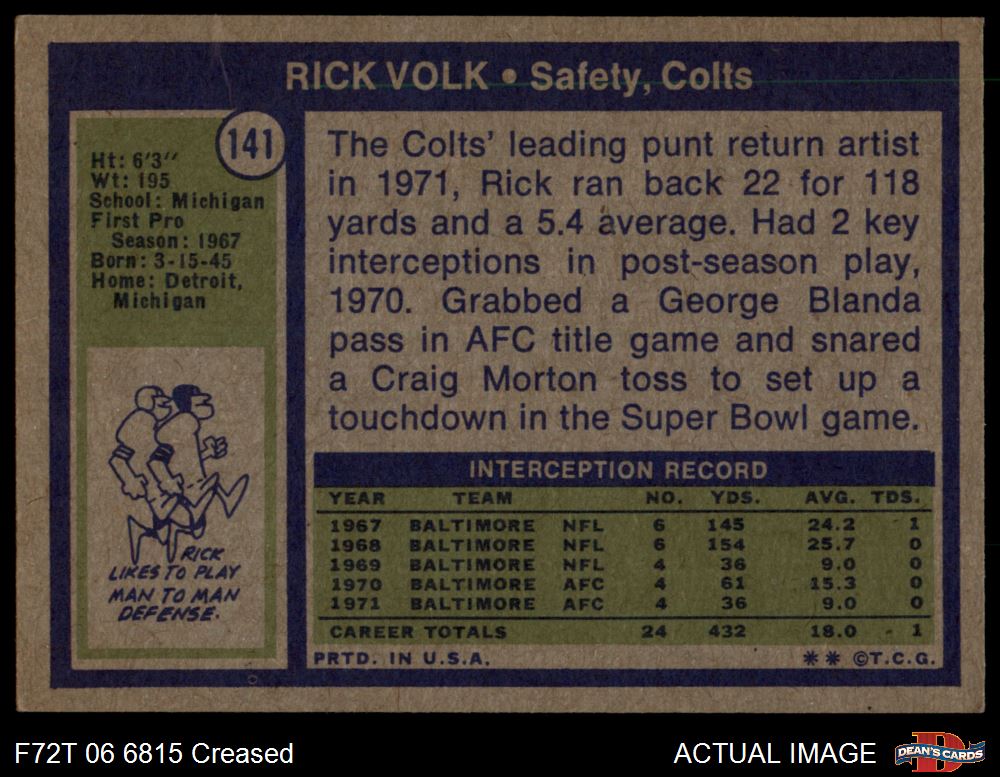 RICK VOLK • Safety, Colts
141
Ht: 6'3''
Wt: 195
School: Michigan
First Pro
Season: 1967
Born: 3-15-45
Home: Detroit,
Michigan
RICK
LIKES TO PLAY
MAN TO MAN
DEFENSE.
The Colts' leading punt return artist
in 1971, Rick ran back 22 for 118
yards and a 5.4 average. Had 2 key
interceptions in post-season play,
1970. Grabbed a George Blanda
pass in AFC title game and snared
a Craig Morton toss to set up a
touchdown in the Super Bowl game.
INTERCEPTION RECORD
YEAR TEAM NO. YDS. AVG. TDS.
1967 BALTIMORE NFL 6 145 24.2 1
1968 BALTIMORE NFL 6 154 25.7 0
1969 BALTIMORE NFL 4 36 9.0 0
1970 BALTIMORE AFC 4 61 15.3 0
1971 BALTIMORE AFC 4 36 9.0 0
CAREER TOTALS 24 432 18.0 1
PRTD. IN U.S.A. ** ©T.C.G.
F72T 06 6815 Creased ACTUAL IMAGE
D
DEAN'S CARDS